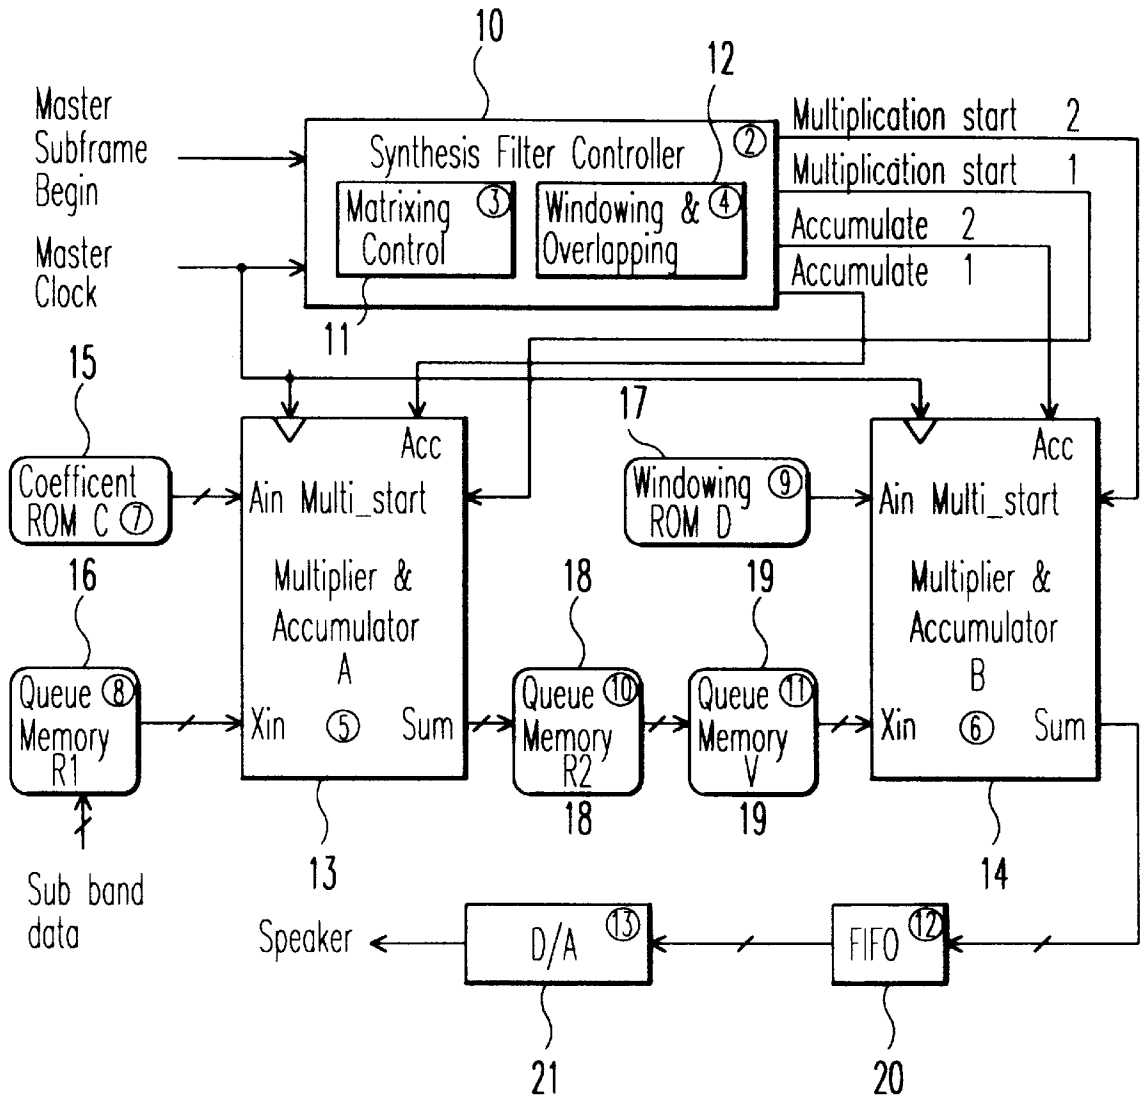 10
12
Master
Subframe
Begin
Master
Clock
Synthesis Filter Controller ②
Matrixing ③
Control
Windowing & ④
Overlapping
11
Multiplication start 2
Multiplication start 1
Accumulate 2
Accumulate 1
15
Coefficent
ROM C ⑦
16
Queue ⑧
Memory
R1
Sub band
data
Acc
Ain Multi_start
Multiplier &
Accumulator
A
Xin ⑤ Sum
13
17
Windowing ⑨
ROM D
18
Queue ⑩
Memory
R2
18
19
Queue ⑪
Memory
V
19
Acc
Ain Multi_start
Multiplier &
Accumulator
B
Xin ⑥ Sum
14
Speaker
D/A ⑬
21
FIFO ⑫
20